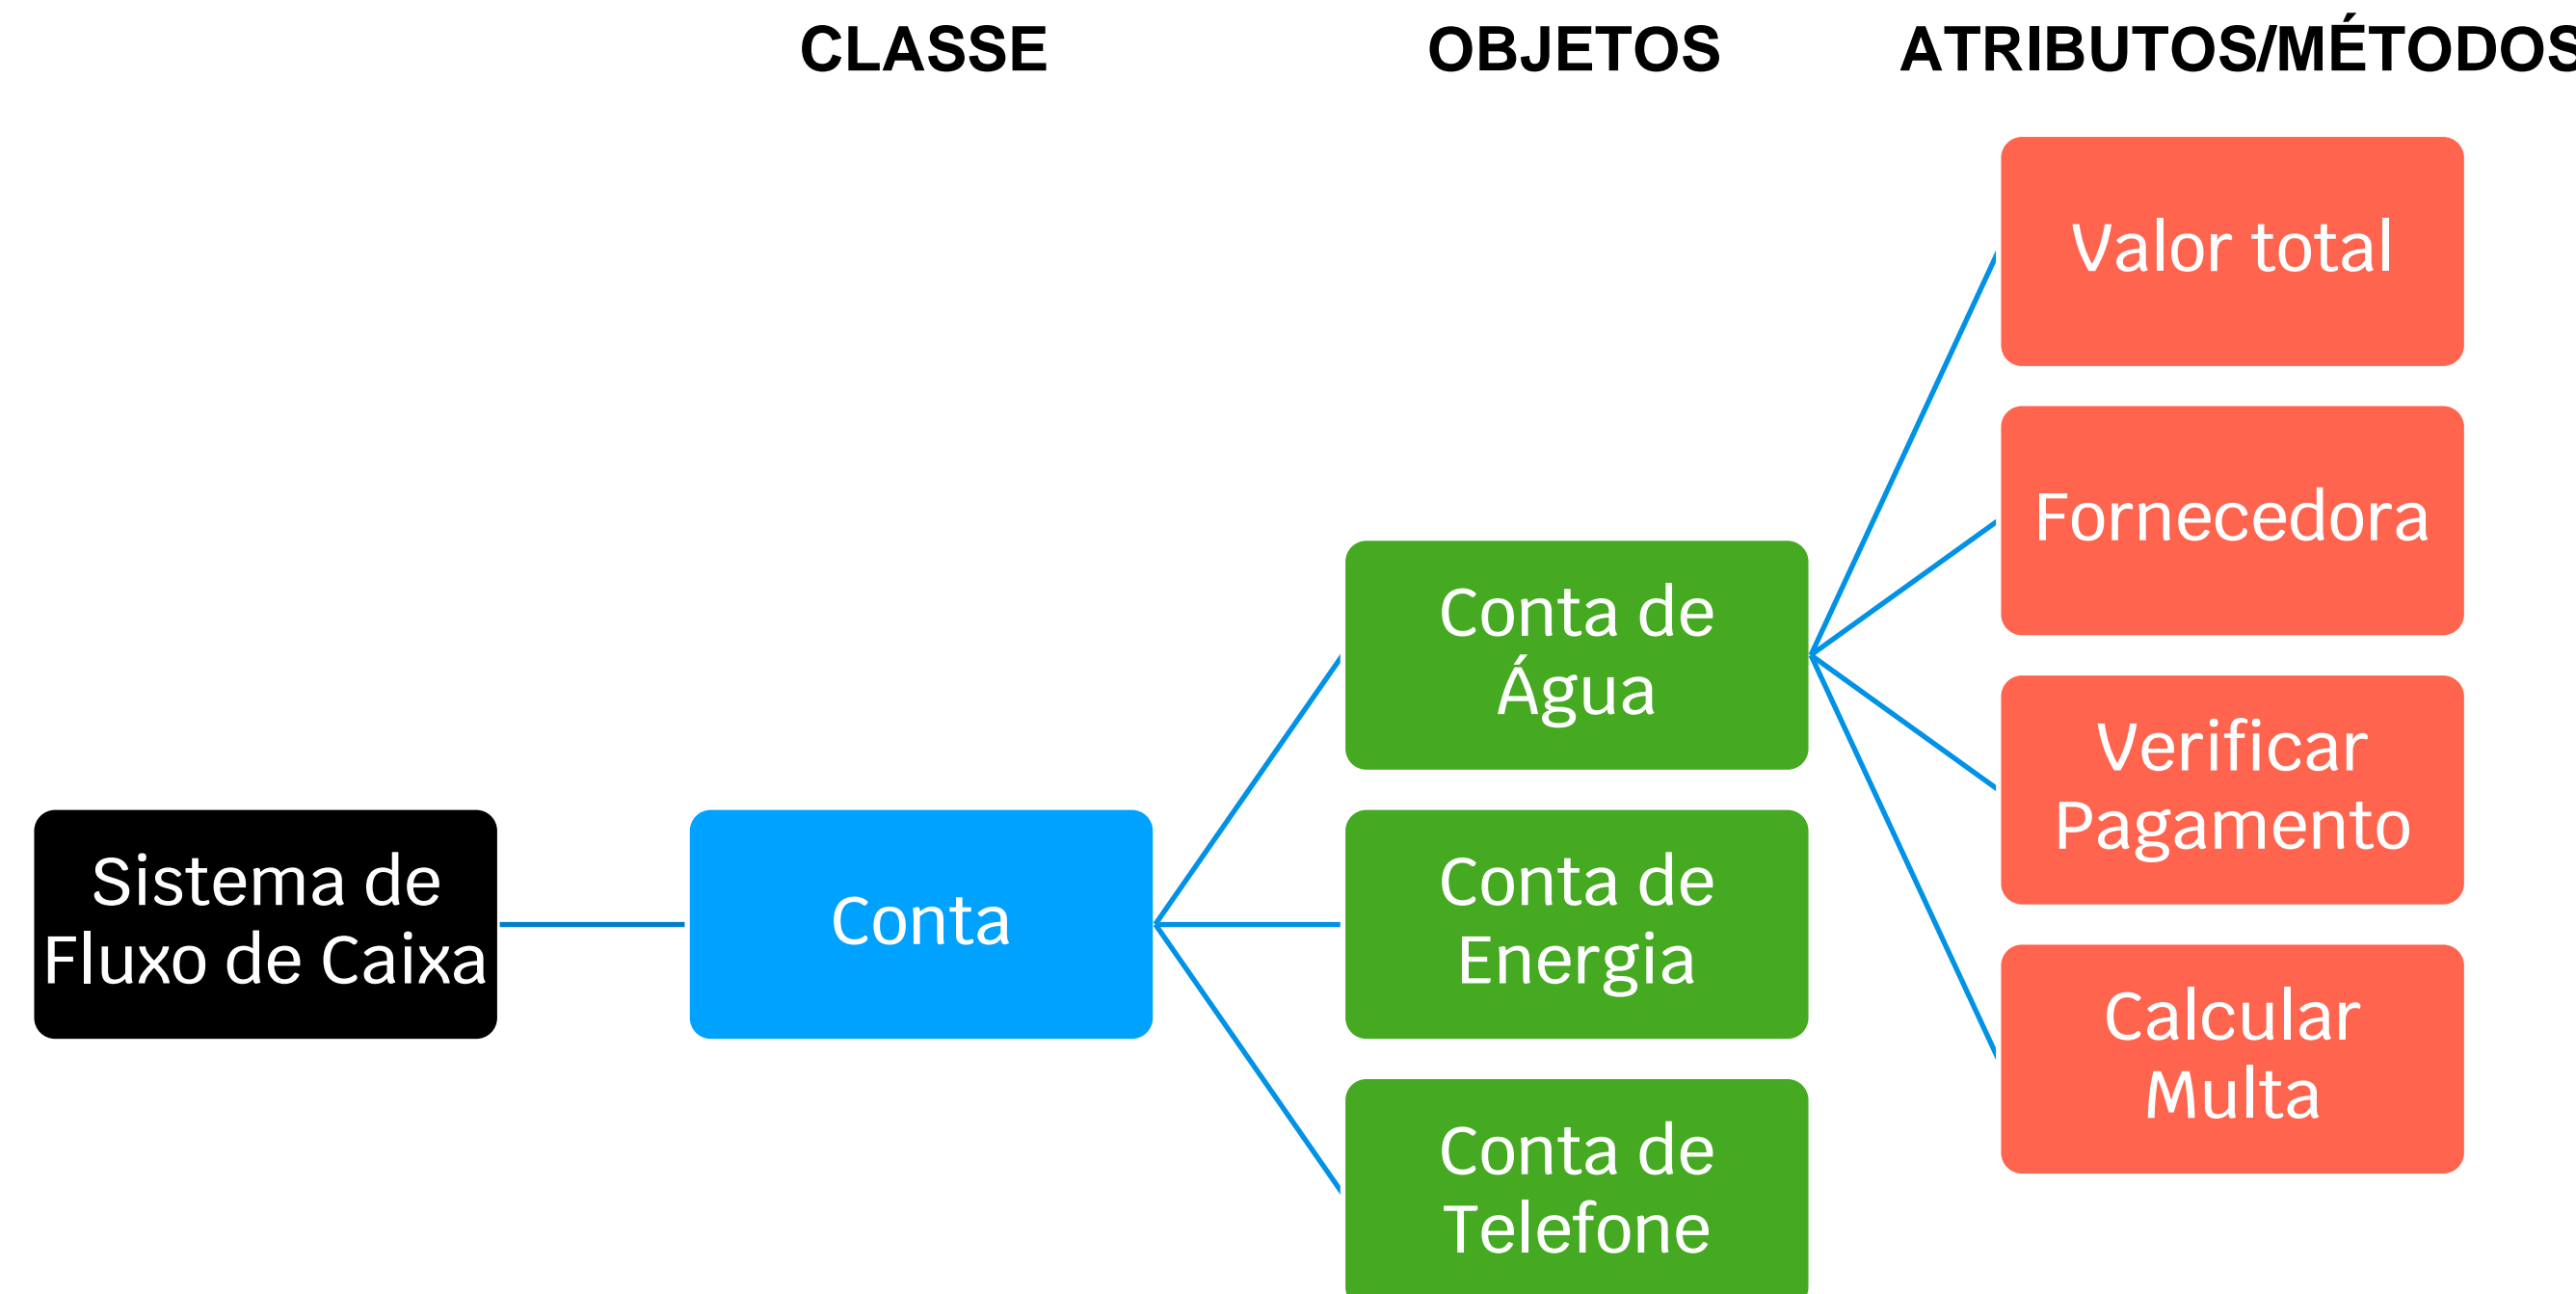 CLASSE
OBJETOS
ATRIBUTOS/MÉTODOS
Sistema de
Fluxo de Caixa
Conta
Conta de
Água
Conta de
Energia
Conta de
Telefone
Valor total
Fornecedora
Verificar
Pagamento
Calcular
Multa